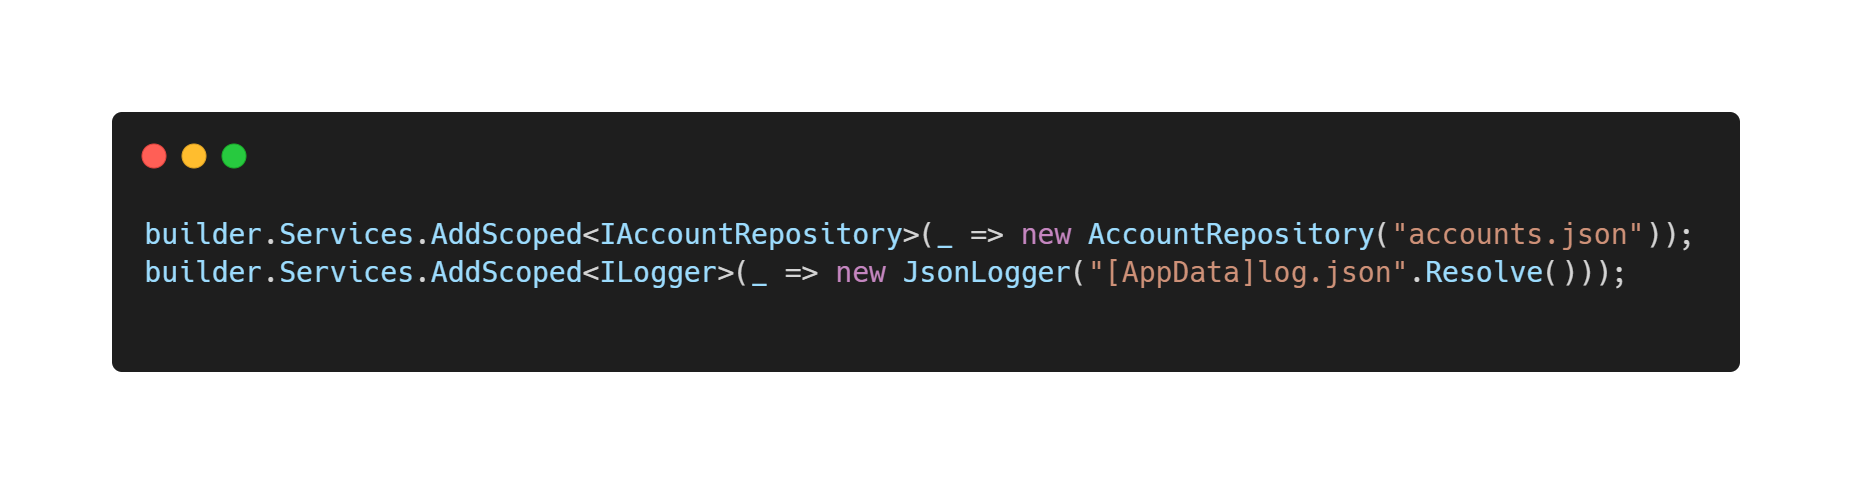 builder.Services.AddScoped<IAccountRepository>(_ => new AccountRepository("accounts.json"));
builder.Services.AddScoped<ILogger>(_ => new JsonLogger("[AppData]log.json".Resolve()));